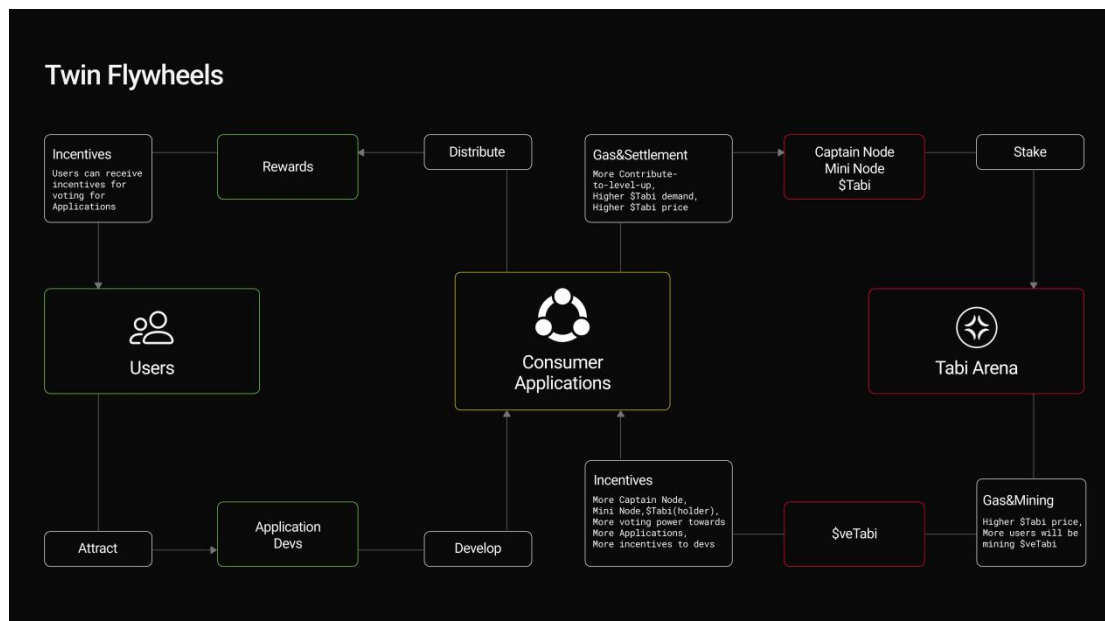 Twin Flywheels
Incentives
Users can receive
incentives for
voting for
Applications
Rewards
Distribute
Gas&Settlement
More Contribute-
to-level-up,
Higher $Tabi demand,
Higher $Tabi price
Captain Node
Mini Node
$Tabi
Stake
Users
Consumer
Applications
Tabi Arena
Attract
Application
Devs
Develop
Incentives
More Captain Node,
Mini Node,$Tabi(holder),
More voting power towards
More Applications,
More incentives to devs
$veTabi
Gas&Mining
Higher $Tabi price,
More users will be
mining $veTabi